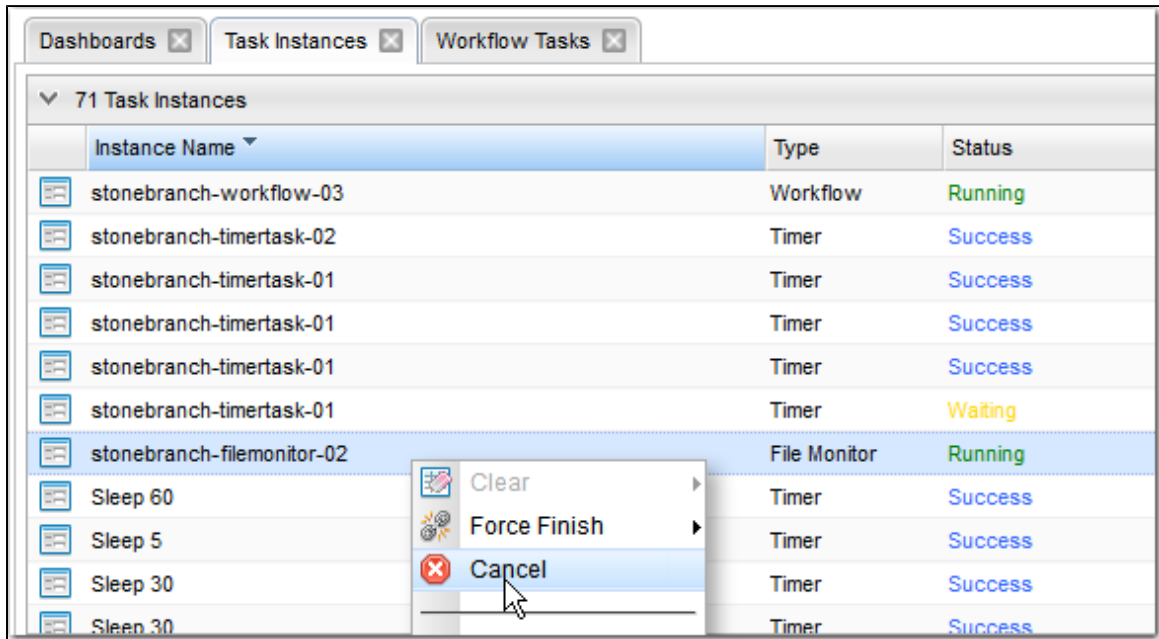 Dashboards Task Instances Workflow Tasks
71 Task Instances
Instance Name Type Status
stonebranch-workflow-03 Workflow Running
stonebranch-timertask-02 Timer Success
stonebranch-timertask-01 Timer Success
stonebranch-timertask-01 Timer Success
stonebranch-timertask-01 Timer Success
stonebranch-timertask-01 Timer Waiting
stonebranch-filemonitor-02 File Monitor Running
Clear
Sleep 60 Timer Success
Force Finish
Sleep 5 Timer Success
Cancel
Sleep 30 Timer Success
Sleep 30 Timer Success